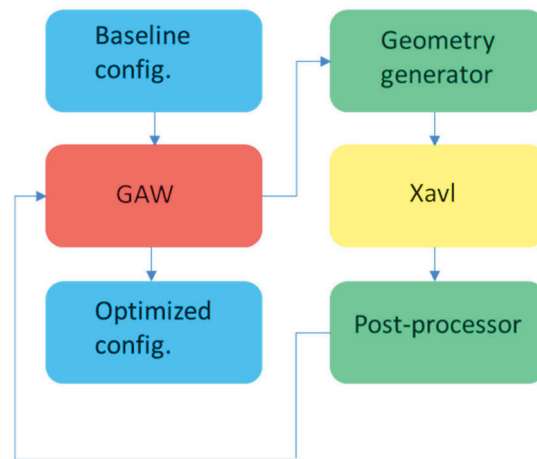 Baseline
config.
Geometry
generator
GAW
Xavl
Optimized
config.
Post-processor